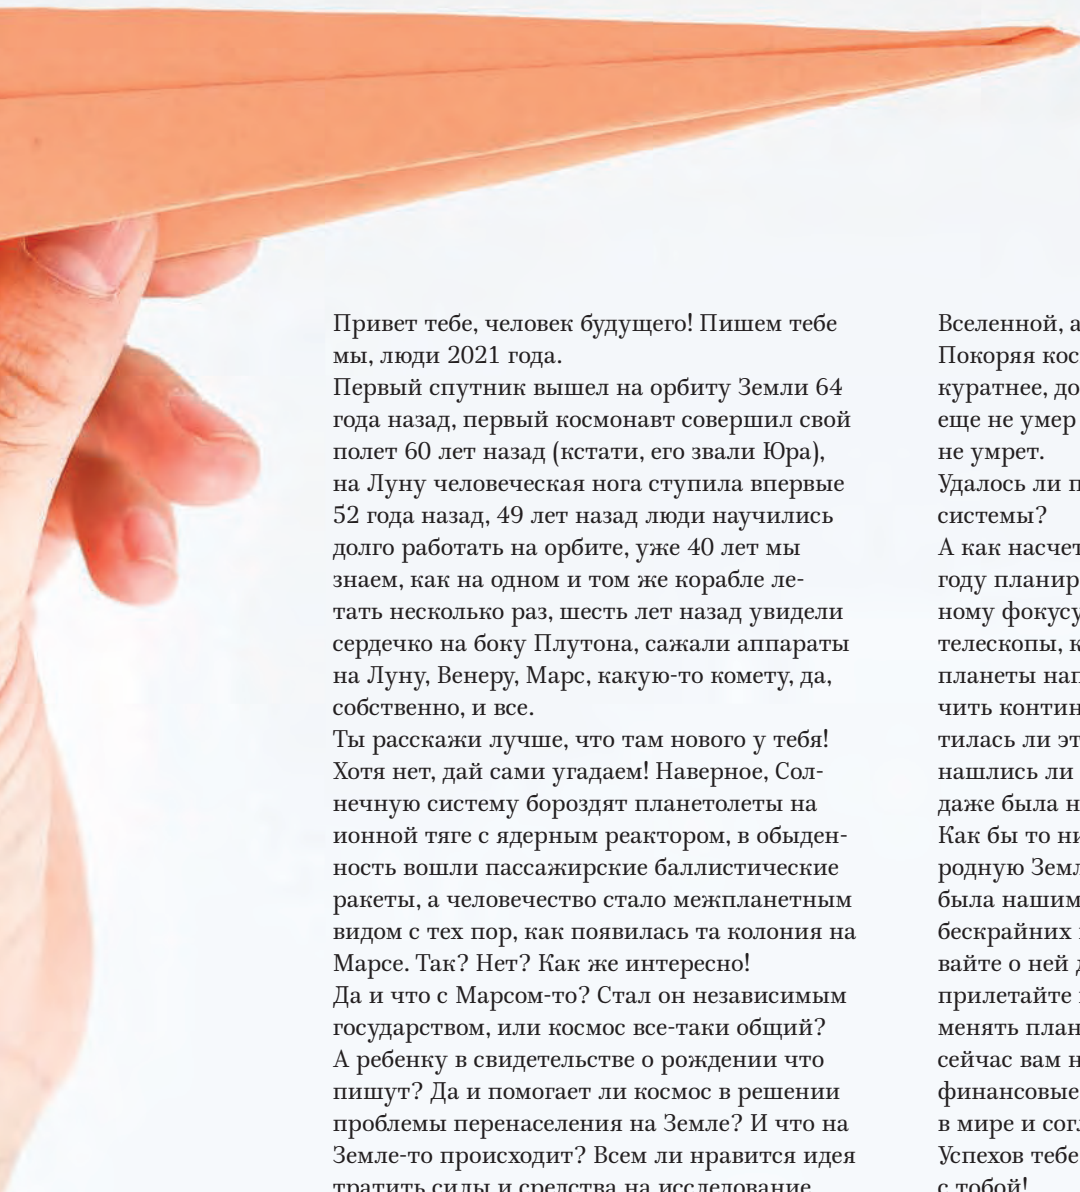 Привет тебе, человек будущего! Пишем тебе
мы, люди 2021 года.
Первый спутник вышел на орбиту Земли 64
года назад, первый космонавт совершил свой
полет 60 лет назад (кстати, его звали Юра),
на Луну человеческая нога ступила впервые
52 года назад, 49 лет назад люди научились
долго работать на орбите, уже 40 лет мы
знаем, как на одном и том же корабле ле-
тать несколько раз, шесть лет назад увидели
сердечко на боку Плутона, сажали аппараты
на Луну, Венеру, Марс, какую-то комету, да,
собственно, и все.
Ты расскажи лучше, что там нового у тебя!
Хотя нет, дай сами угадаем! Наверное, Сол-
нечную систему бороздят планетолеты на
ионной тяге с ядерным реактором, в обыден-
ность вошли пассажирские баллистические
ракеты, а человечество стало межпланетным
видом с тех пор, как появилась та колония на
Марсе. Так? Нет? Как же интересно!
Да и что с Марсом-то? Стал он независимым
государством, или космос все-таки общий?
А ребенку в свидетельстве о рождении что
пишут? Да и помогает ли космос в решении
проблемы перенаселения на Земле? И что на
Земле-то происходит? Всем ли нравится идея
тратить силы и средства на исследование
Вселенной, а
Покоряя кос
куратнее, до
еще не умер
не умрет.
Удалось ли п
системы?
А как насчет
году планир
ному фокусу
телескопы, к
планеты нап
чить контин
тилась ли эт
нашлись ли
даже была н
Как бы то ни
родную Земл
была нашим
бескрайних
вайте о ней д
прилетайте
менять план
сейчас вам н
финансовые
в мире и согл
Успехов тебе
с тобой!